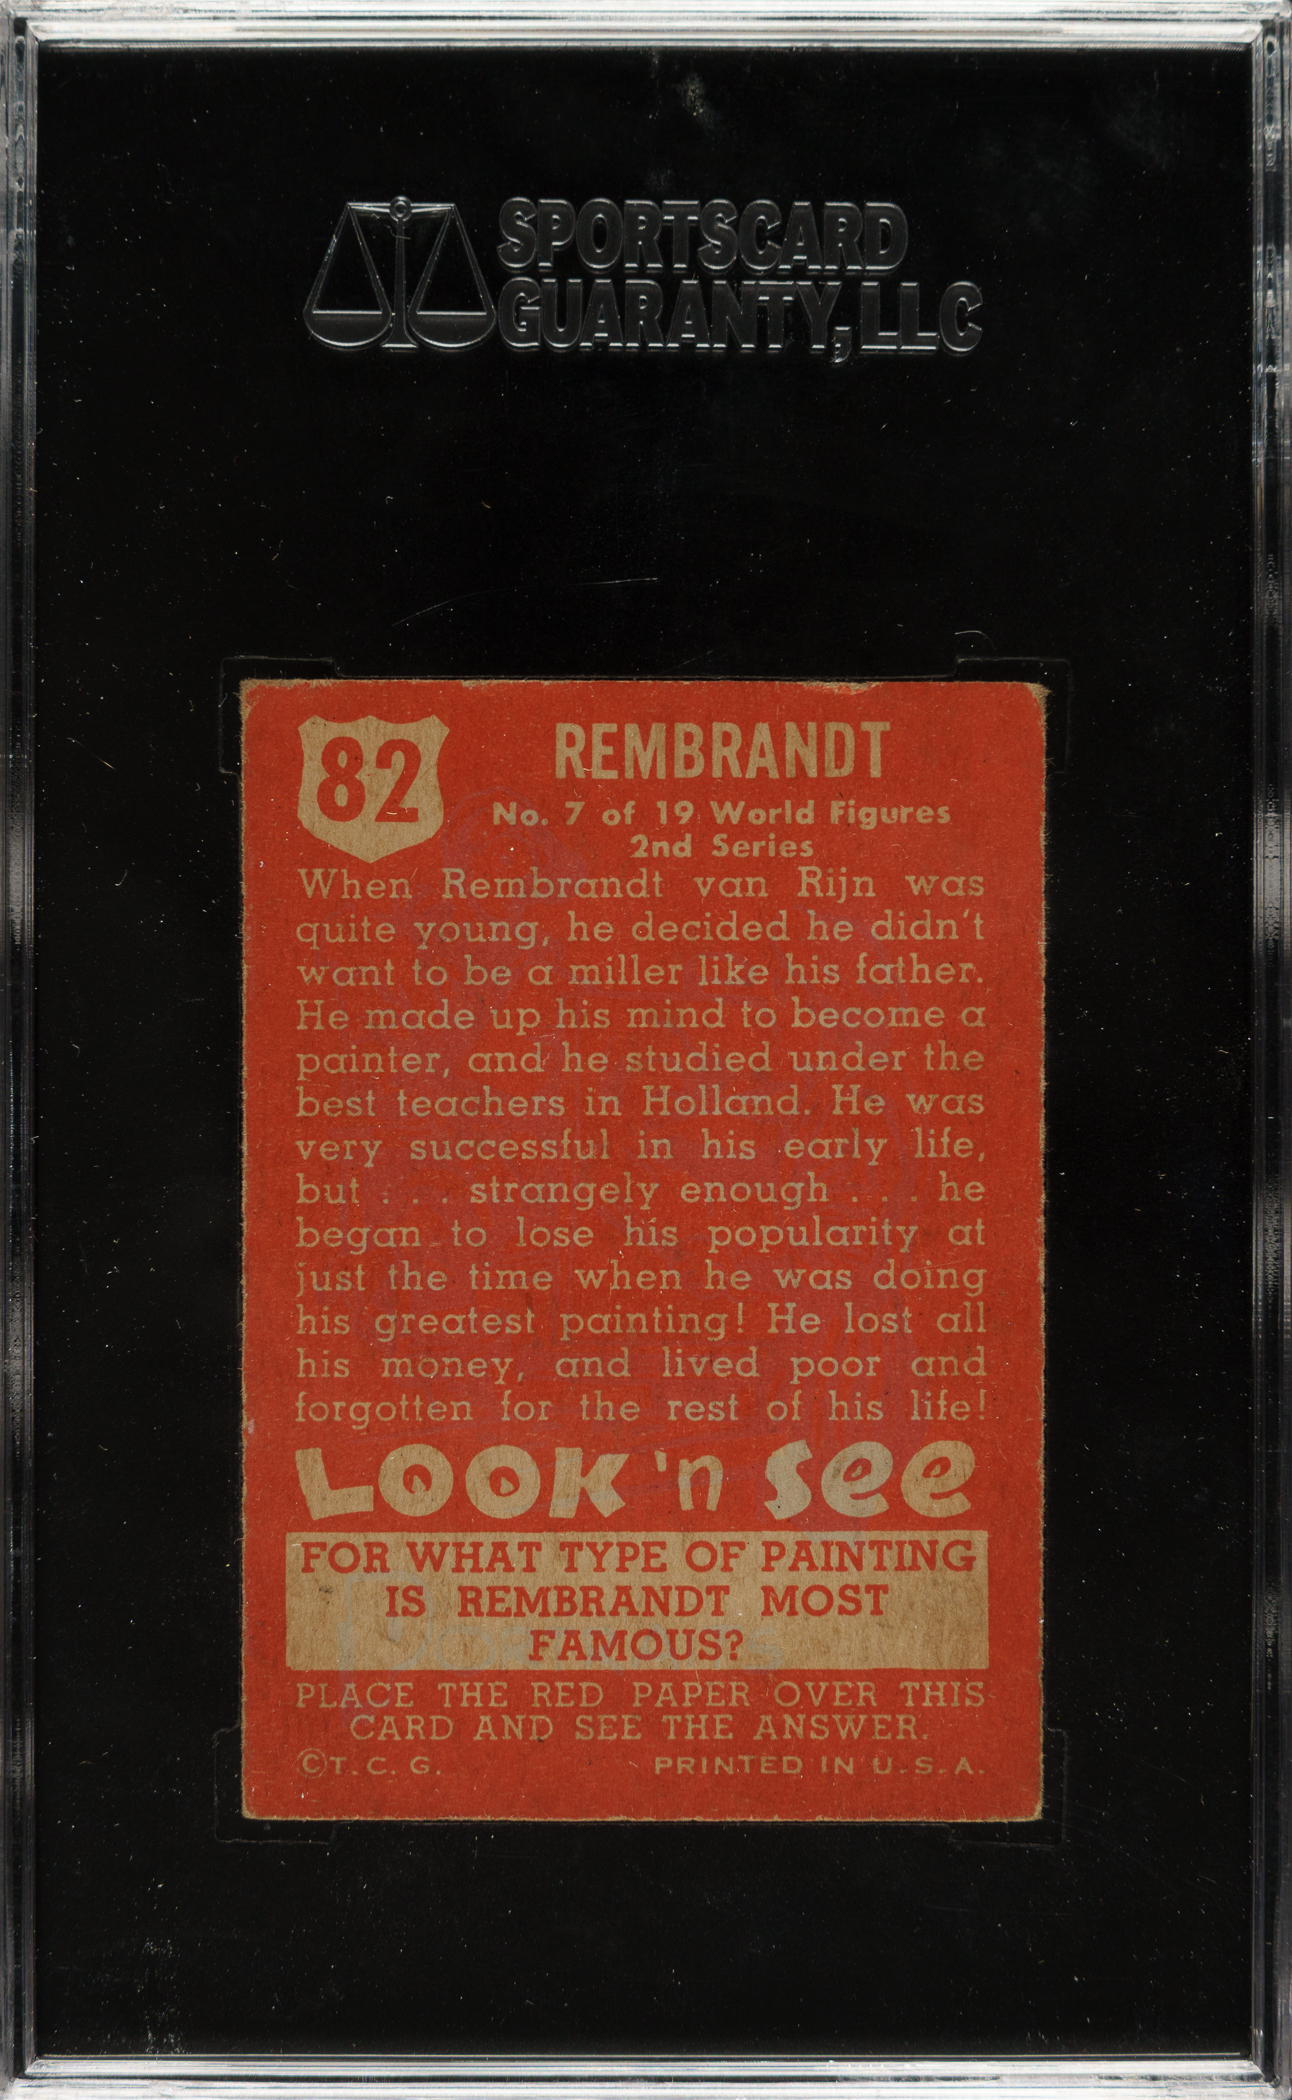 SPORTSCARD
GUARANTY, LLC
82
REMBRANDT
No. 7 of 19 World Figures
2nd Series
When Rembrandt van Rijn was
quite young, he decided he didn't
want to be a miller like his father.
He made up his mind to become a
painter, and he studied under the
best teachers in Holland. He was
very successful in his early life,
but . . . strangely enough . . . he
began to lose his popularity at
just the time when he was doing
his greatest painting! He lost all
his money, and lived poor and
forgotten for the rest of his life!
LOOK 'n See
FOR WHAT TYPE OF PAINTING
IS REMBRANDT MOST
FAMOUS?
PLACE THE RED PAPER OVER THIS
CARD AND SEE THE ANSWER.
©T. C. G. PRINTED IN U. S. A.